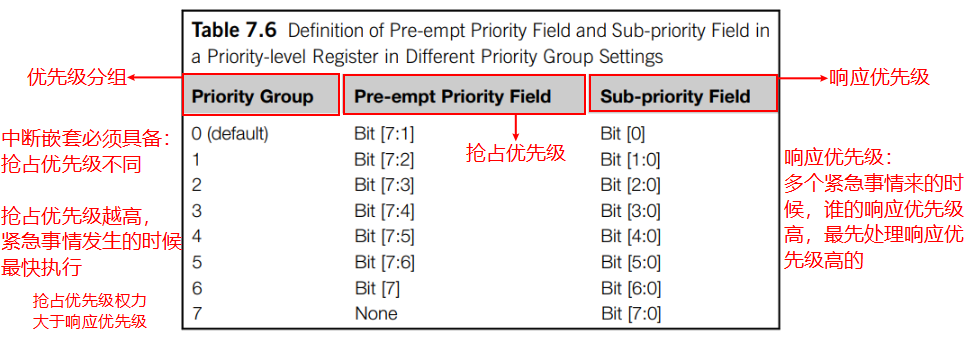 Table 7.6 Definition of Pre-empt Priority Field and Sub-priority Field in
a Priority-level Register in Different Priority Group Settings
优先级分组
响应优先级
Priority Group Pre-empt Priority Field Sub-priority Field
抢占优先级
0 (default) Bit [7:1] Bit [0]
1 Bit [7:2] Bit [1:0]
2 Bit [7:3] Bit [2:0]
3 Bit [7:4] Bit [3:0]
4 Bit [7:5] Bit [4:0]
5 Bit [7:6] Bit [5:0]
6 Bit [7] Bit [6:0]
7 None Bit [7:0]
中断嵌套必须具备：
抢占优先级不同
抢占优先级越高，
紧急事情发生的时候
最快执行
抢占优先级权力
大于响应优先级
响应优先级：
多个紧急事情来的时
候，谁的响应优先级
高，最先处理响应优
先级高的